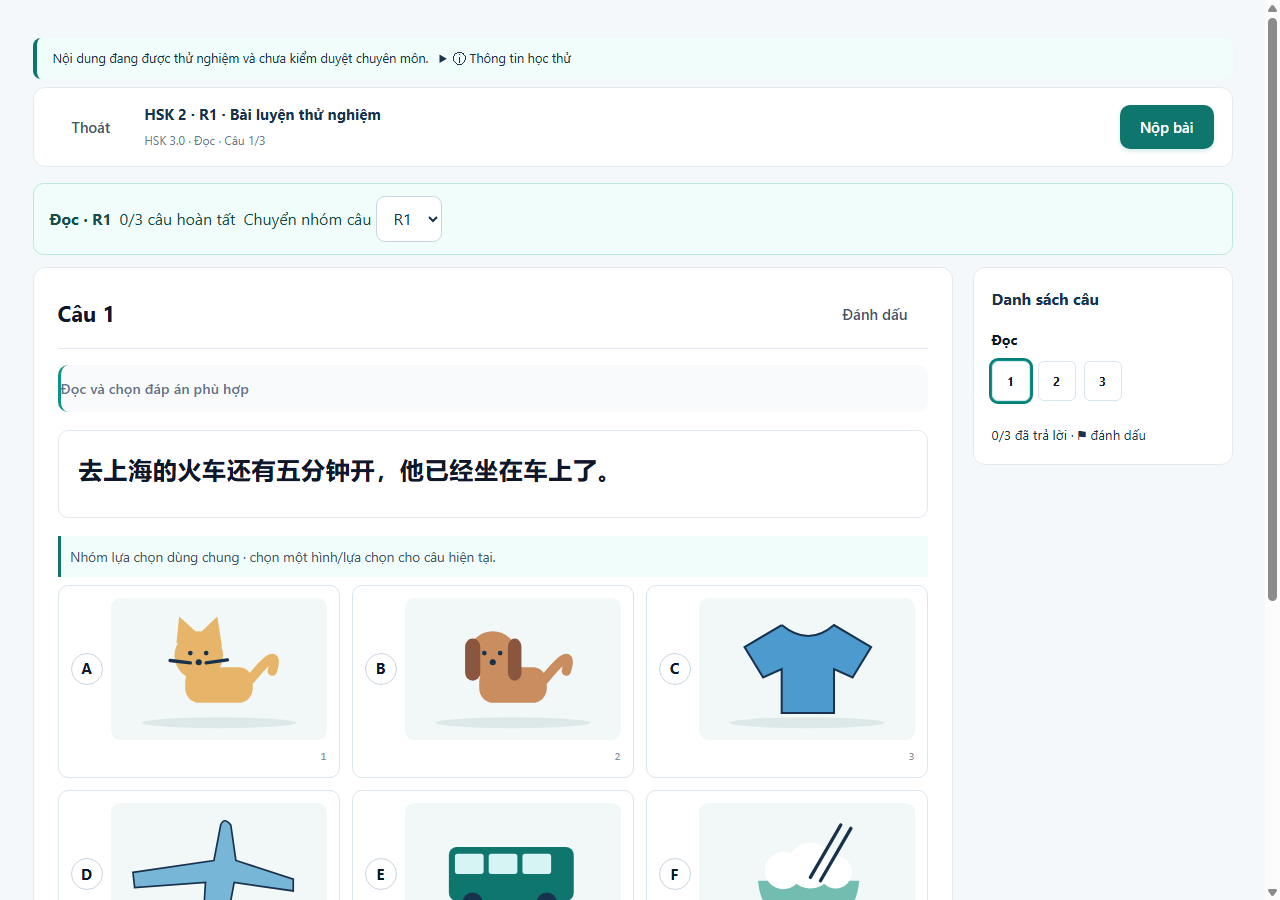 Nội dung đang được thử nghiệm và chưa kiểm duyệt chuyên môn. ▶ ⓘ Thông tin học thử
Thoát
HSK 2 · R1 · Bài luyện thử nghiệm
HSK 3.0 · Đọc · Câu 1/3
Nộp bài
Đọc · R1 0/3 câu hoàn tất Chuyển nhóm câu R1
Câu 1
Đánh dấu
Đọc và chọn đáp án phù hợp
去上海的火车还有五分钟开，他已经坐在车上了。
Nhóm lựa chọn dùng chung · chọn một hình/lựa chọn cho câu hiện tại.
A
1
B
2
C
3
D
E
F
Danh sách câu
Đọc
1 2 3
0/3 đã trả lời · ⚑ đánh dấu